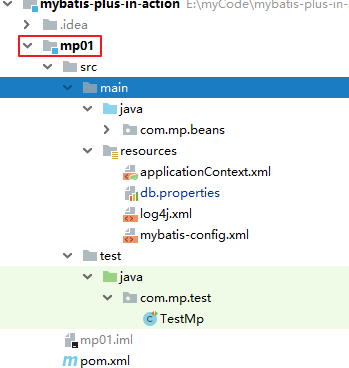 mybatis-plus-in-action E:\myCode\mybatis-plus-in
.idea
mp01
src
main
java
com.mp.beans
resources
applicationContext.xml
db.properties
log4j.xml
mybatis-config.xml
test
java
com.mp.test
TestMp
mp01.iml
pom.xml